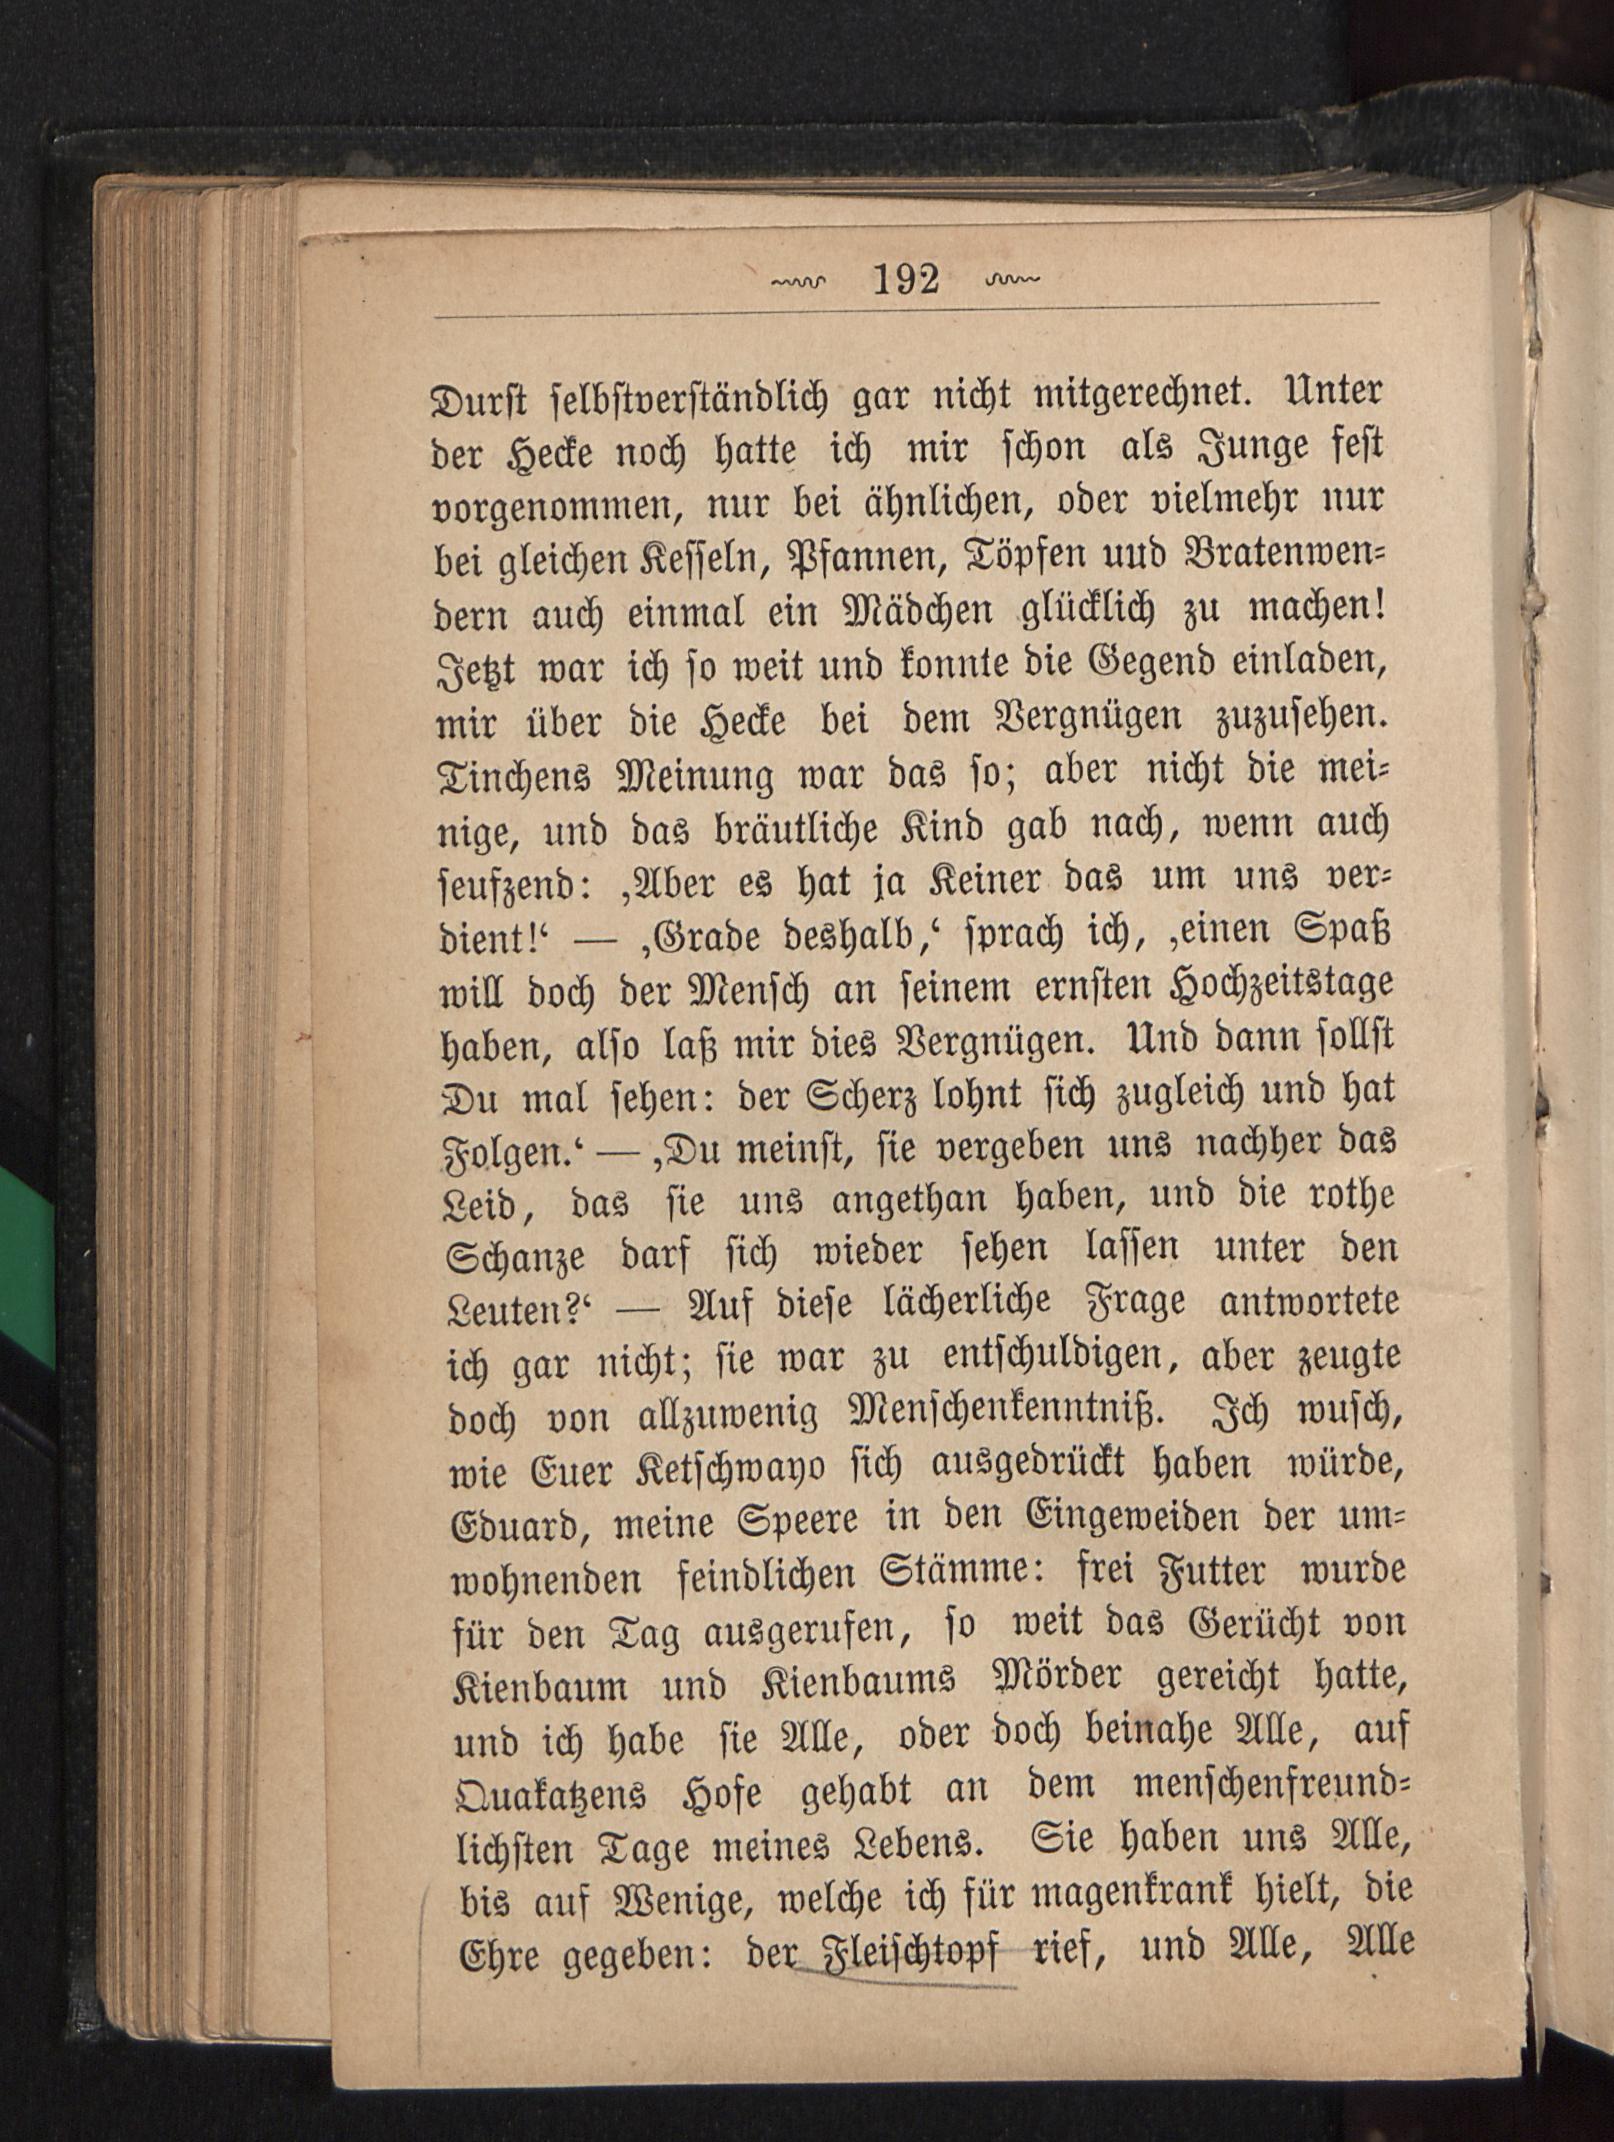 192
Durst selbstverständlich gar nicht mitgerechnet. Unter
der Hecke noch hatte ich mir schon als Junge fest
vorgenommen, nur bei ähnlichen, oder vielmehr nur
bei gleichen Kesseln, Pfannen, Töpfen und Bratenwen⸗
dern auch einmal ein Mädchen glücklich zu machen!
Jetzt war ich so weit und konnte die Gegend einladen,
mir über die Hecke bei dem Vergnügen zuzusehen.
Tinchens Meinung war das so; aber nicht die mei⸗
nige, und das bräutliche Kind gab nach, wenn auch
seufzend: ‚Aber es hat ja Keiner das um uns ver⸗
dient!‘ — ‚Grade deshalb,‘ sprach ich, ‚einen Spaß
will doch der Mensch an seinem ernsten Hochzeitstage
haben, also laß mir dies Vergnügen. Und dann sollst
Du mal sehen: der Scherz lohnt sich zugleich und hat
Folgen.‘ — ‚Du meinst, sie vergeben uns nachher das
Leid, das sie uns angethan haben, und die rothe
Schanze darf sich wieder sehen lassen unter den
Leuten?‘ — Auf diese lächerliche Frage antwortete
ich gar nicht; sie war zu entschuldigen, aber zeugte
doch von allzuwenig Menschenkenntniß. Ich wusch,
wie Euer Ketschwayo sich ausgedrückt haben würde,
Eduard, meine Speere in den Eingeweiden der um⸗
wohnenden feindlichen Stämme: frei Futter wurde
für den Tag ausgerufen, so weit das Gerücht von
Kienbaum und Kienbaums Mörder gereicht hatte,
und ich habe sie Alle, oder doch beinahe Alle, auf
Quakatzens Hofe gehabt an dem menschenfreund⸗
lichsten Tage meines Lebens. Sie haben uns Alle,
bis auf Wenige, welche ich für magenkrank hielt, die
Ehre gegeben: der Fleischtopf rief, und Alle, Alle